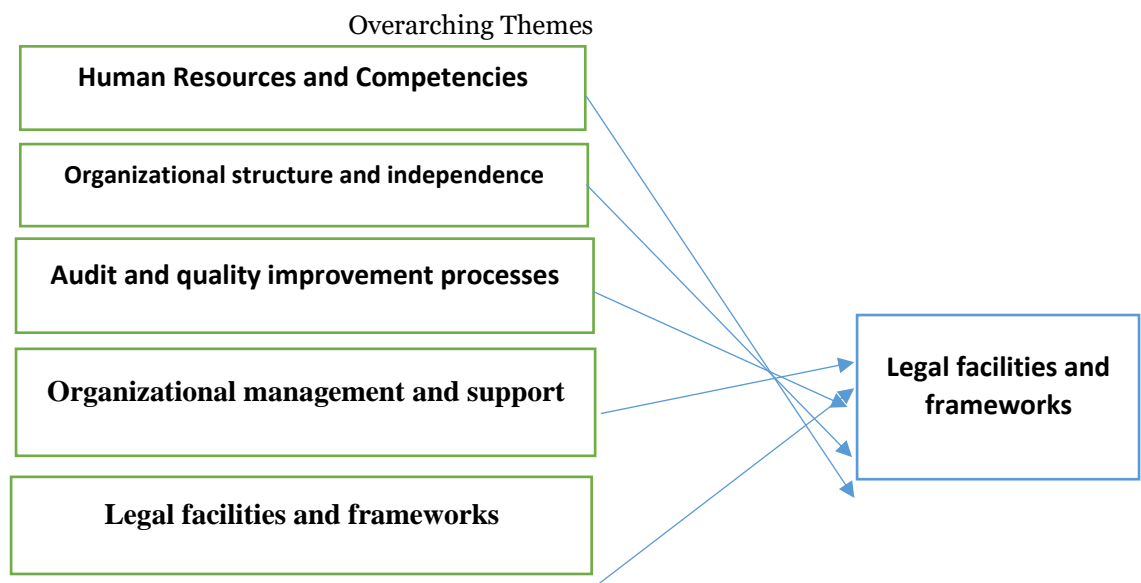 Overarching Themes
Human Resources and Competencies
Organizational structure and independence
Audit and quality improvement processes
Organizational management and support
Legal facilities and frameworks
Legal facilities and
frameworks